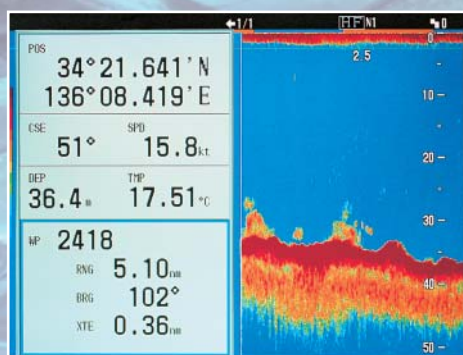 ←1/1 HF N1 0
POS
34°21.641'N
136°08.419'E
CSE SPD
51° 15.8kt
DEP TMP
36.4m 17.51°C
WP 2418
RNG 5.10nm
BRG 102°
XTE 0.36nm
0
2.5
10
20
30
40
50